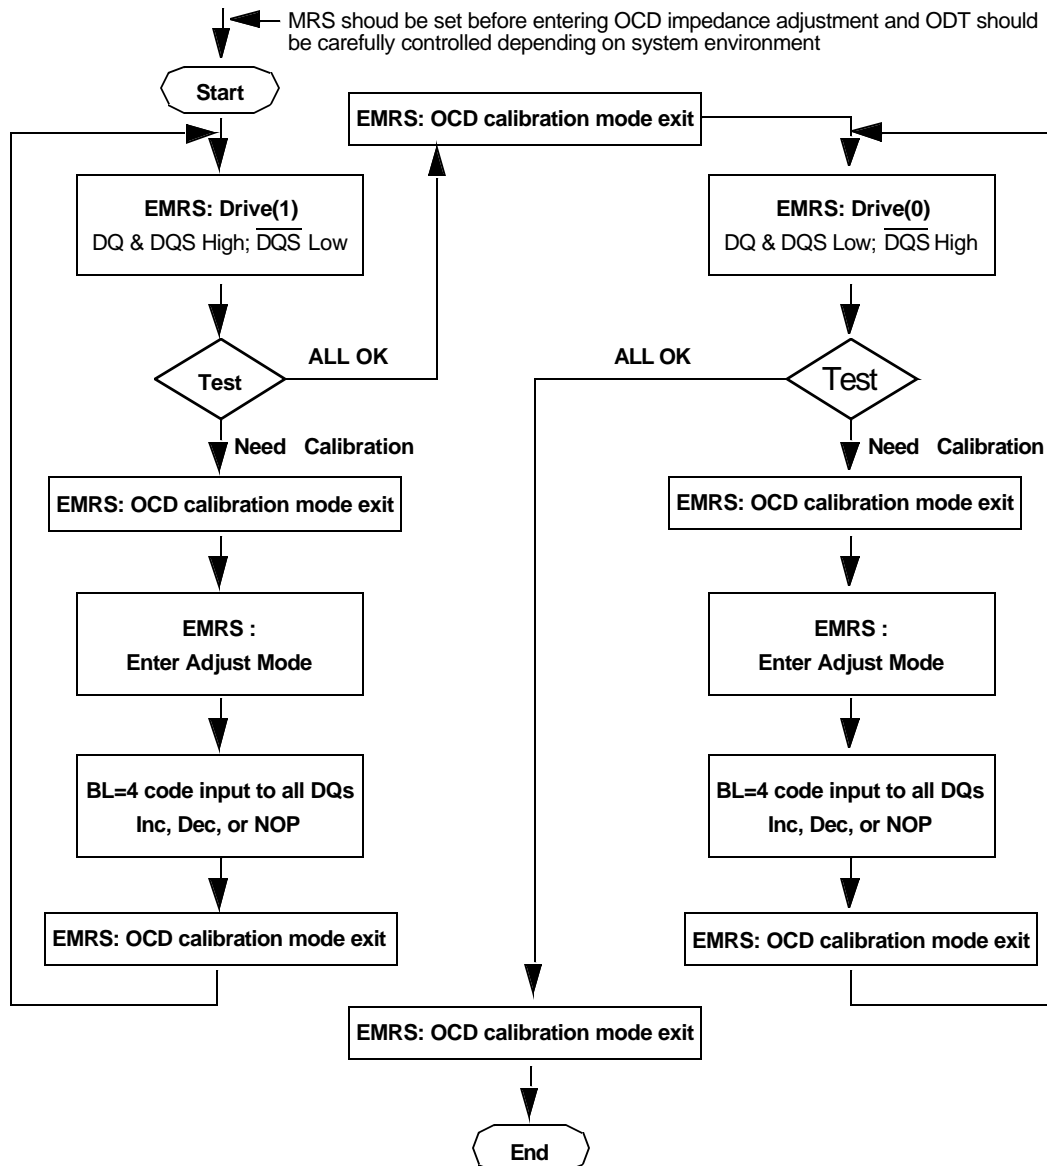 MRS shoud be set before entering OCD impedance adjustment and ODT should
be carefully controlled depending on system environment
Start
EMRS: OCD calibration mode exit
EMRS: Drive(1)
DQ & DQS High; D̅Q̅S̅ Low
Test
ALL OK
Need Calibration
EMRS: OCD calibration mode exit
EMRS :
Enter Adjust Mode
BL=4 code input to all DQs
Inc, Dec, or NOP
EMRS: OCD calibration mode exit
EMRS: Drive(0)
DQ & DQS Low; D̅Q̅S̅ High
Test
ALL OK
Need Calibration
EMRS: OCD calibration mode exit
EMRS :
Enter Adjust Mode
BL=4 code input to all DQs
Inc, Dec, or NOP
EMRS: OCD calibration mode exit
EMRS: OCD calibration mode exit
End